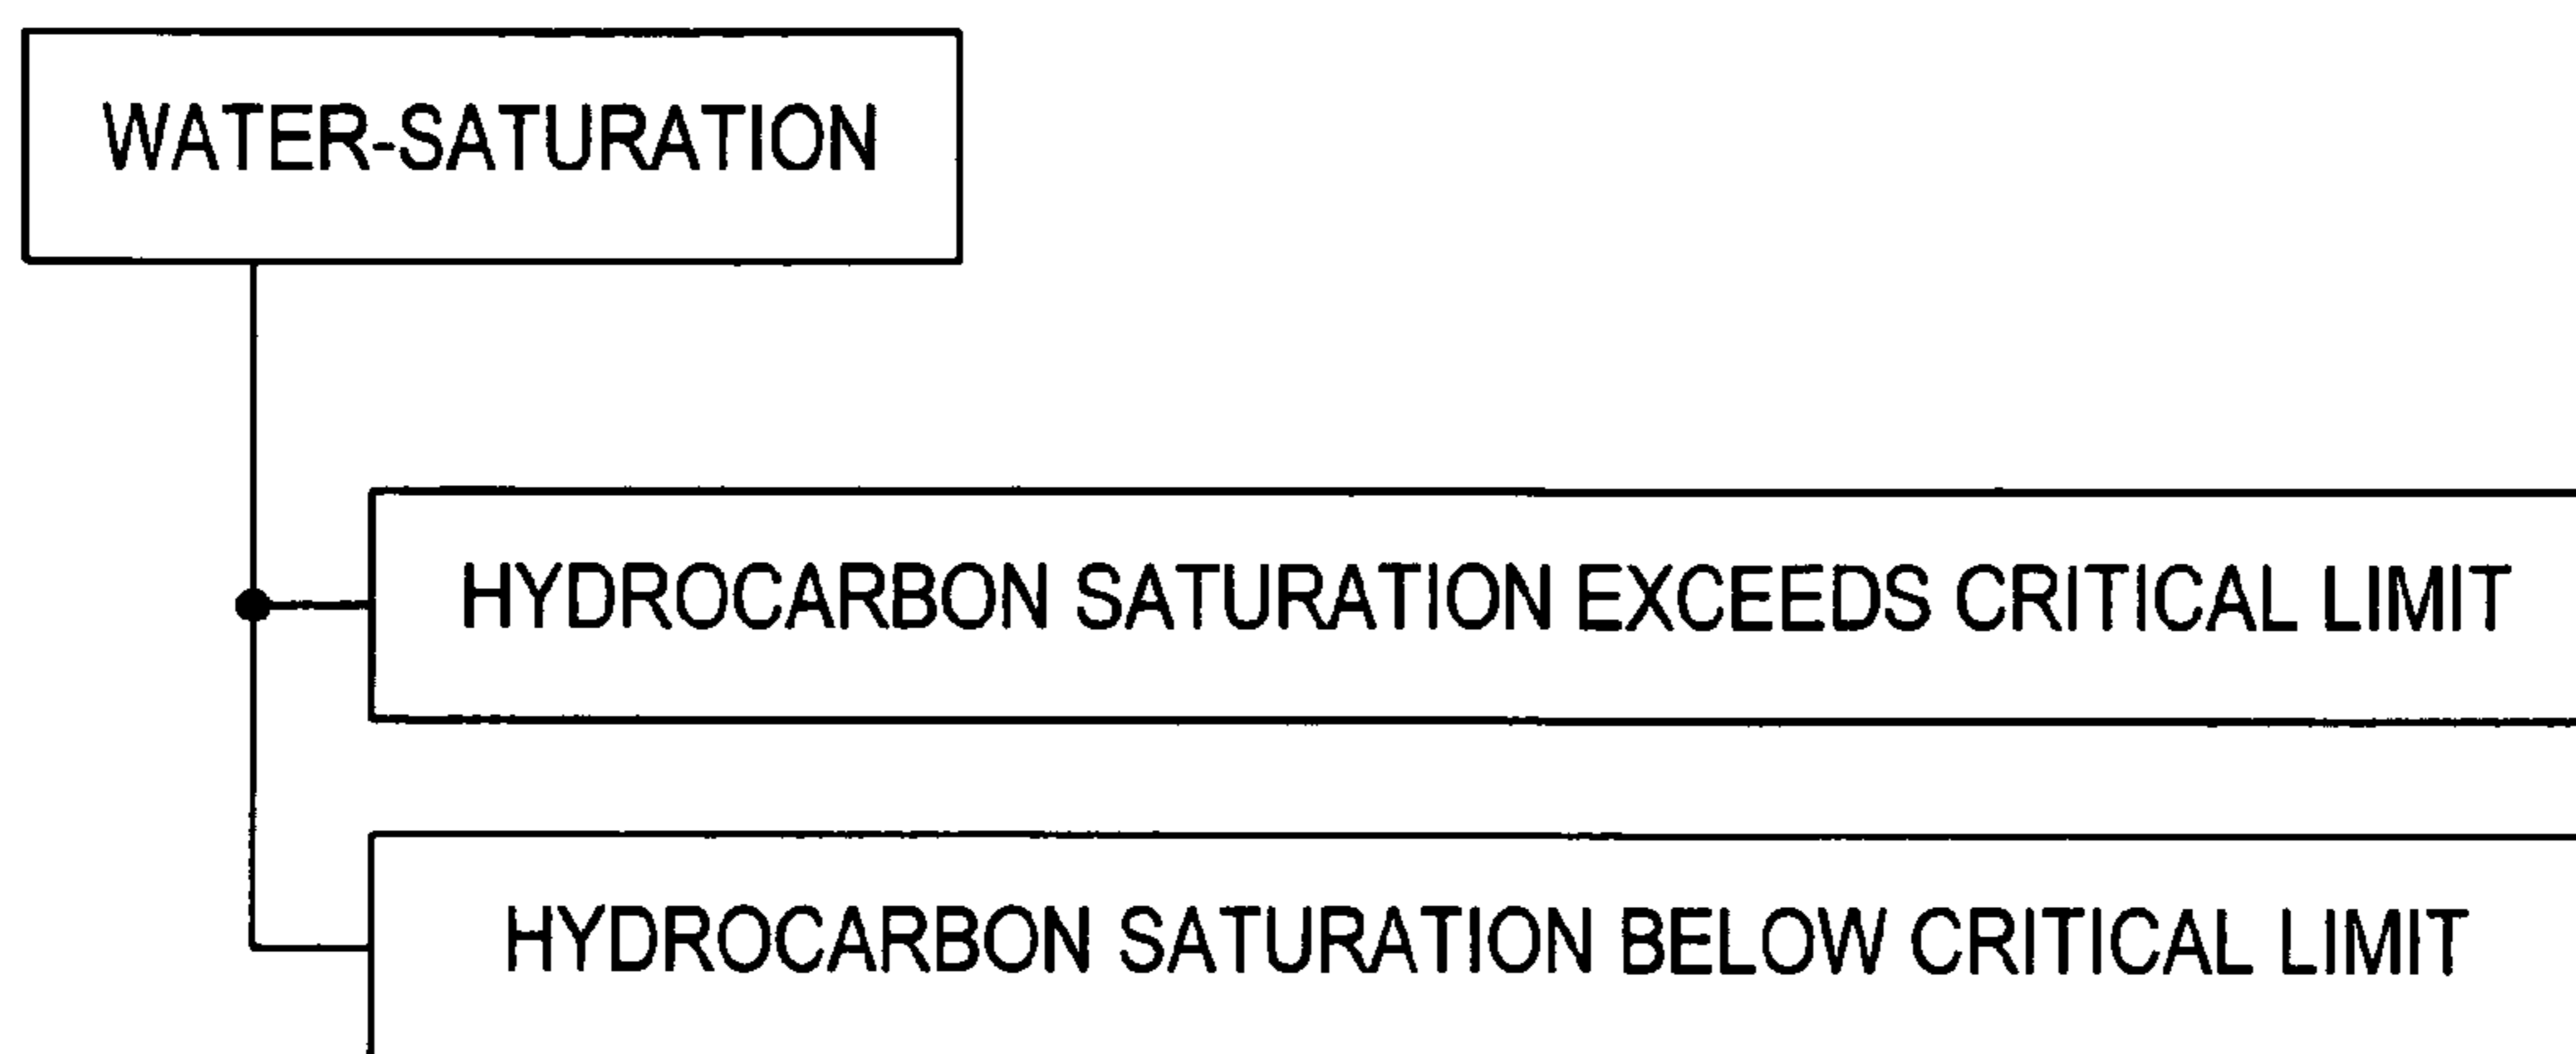 WATER-SATURATION
HYDROCARBON SATURATION EXCEEDS CRITICAL LIMIT
HYDROCARBON SATURATION BELOW CRITICAL LIMIT